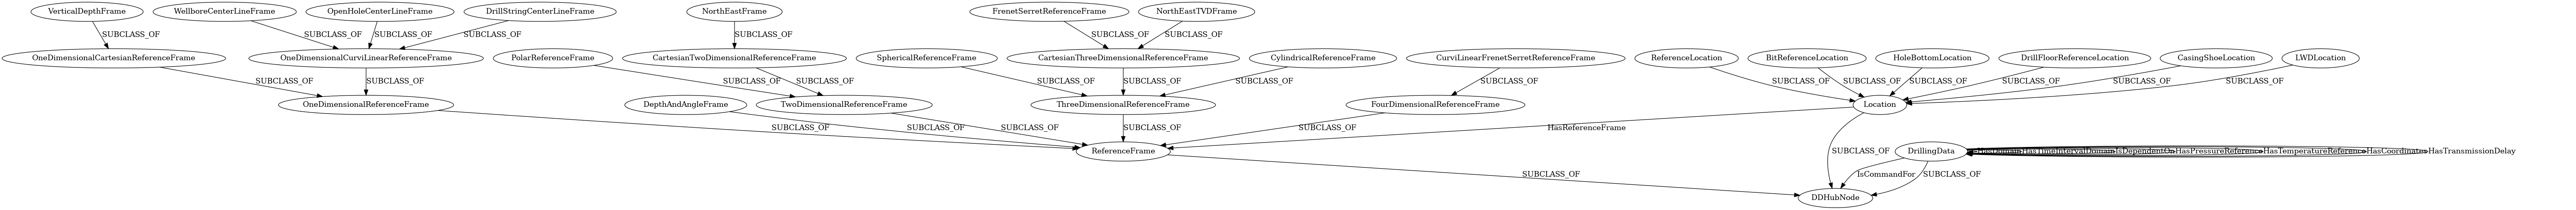 VerticalDepthFrame
WellboreCenterLineFrame
OpenHoleCenterLineFrame
DrillStringCenterLineFrame
NorthEastFrame
FrenetSerretReferenceFrame
NorthEastTVDFrame
SUBCLASS_OF
SUBCLASS_OF
SUBCLASS_OF
SUBCLASS_OF
SUBCLASS_OF
SUBCLASS_OF
SUBCLASS_OF
OneDimensionalCartesianReferenceFrame
OneDimensionalCurviLinearReferenceFrame
PolarReferenceFrame
CartesianTwoDimensionalReferenceFrame
SphericalReferenceFrame
CartesianThreeDimensionalReferenceFrame
CylindricalReferenceFrame
CurviLinearFrenetSerretReferenceFrame
ReferenceLocation
BitReferenceLocation
HoleBottomLocation
DrillFloorReferenceLocation
CasingShoeLocation
LWDLocation
SUBCLASS_OF
SUBCLASS_OF
SUBCLASS_OF
SUBCLASS_OF
SUBCLASS_OF
SUBCLASS_OF
SUBCLASS_OF
SUBCLASS_OF
SUBCLASS_OF
SUBCLASS_OF
SUBCLASS_OF
SUBCLASS_OF
SUBCLASS_OF
SUBCLASS_OF
OneDimensionalReferenceFrame
DepthAndAngleFrame
TwoDimensionalReferenceFrame
ThreeDimensionalReferenceFrame
FourDimensionalReferenceFrame
Location
SUBCLASS_OF
SUBCLASS_OF
SUBCLASS_OF
SUBCLASS_OF
SUBCLASS_OF
HasReferenceFrame
SUBCLASS_OF
ReferenceFrame
DrillingData
HasTimeIntervalDomain
IsDependentOn
HasPressureReference
HasTemperatureReference
HasCoordinate
HasTransmissionDelay
SUBCLASS_OF
IsCommandFor
SUBCLASS_OF
DDHubNode